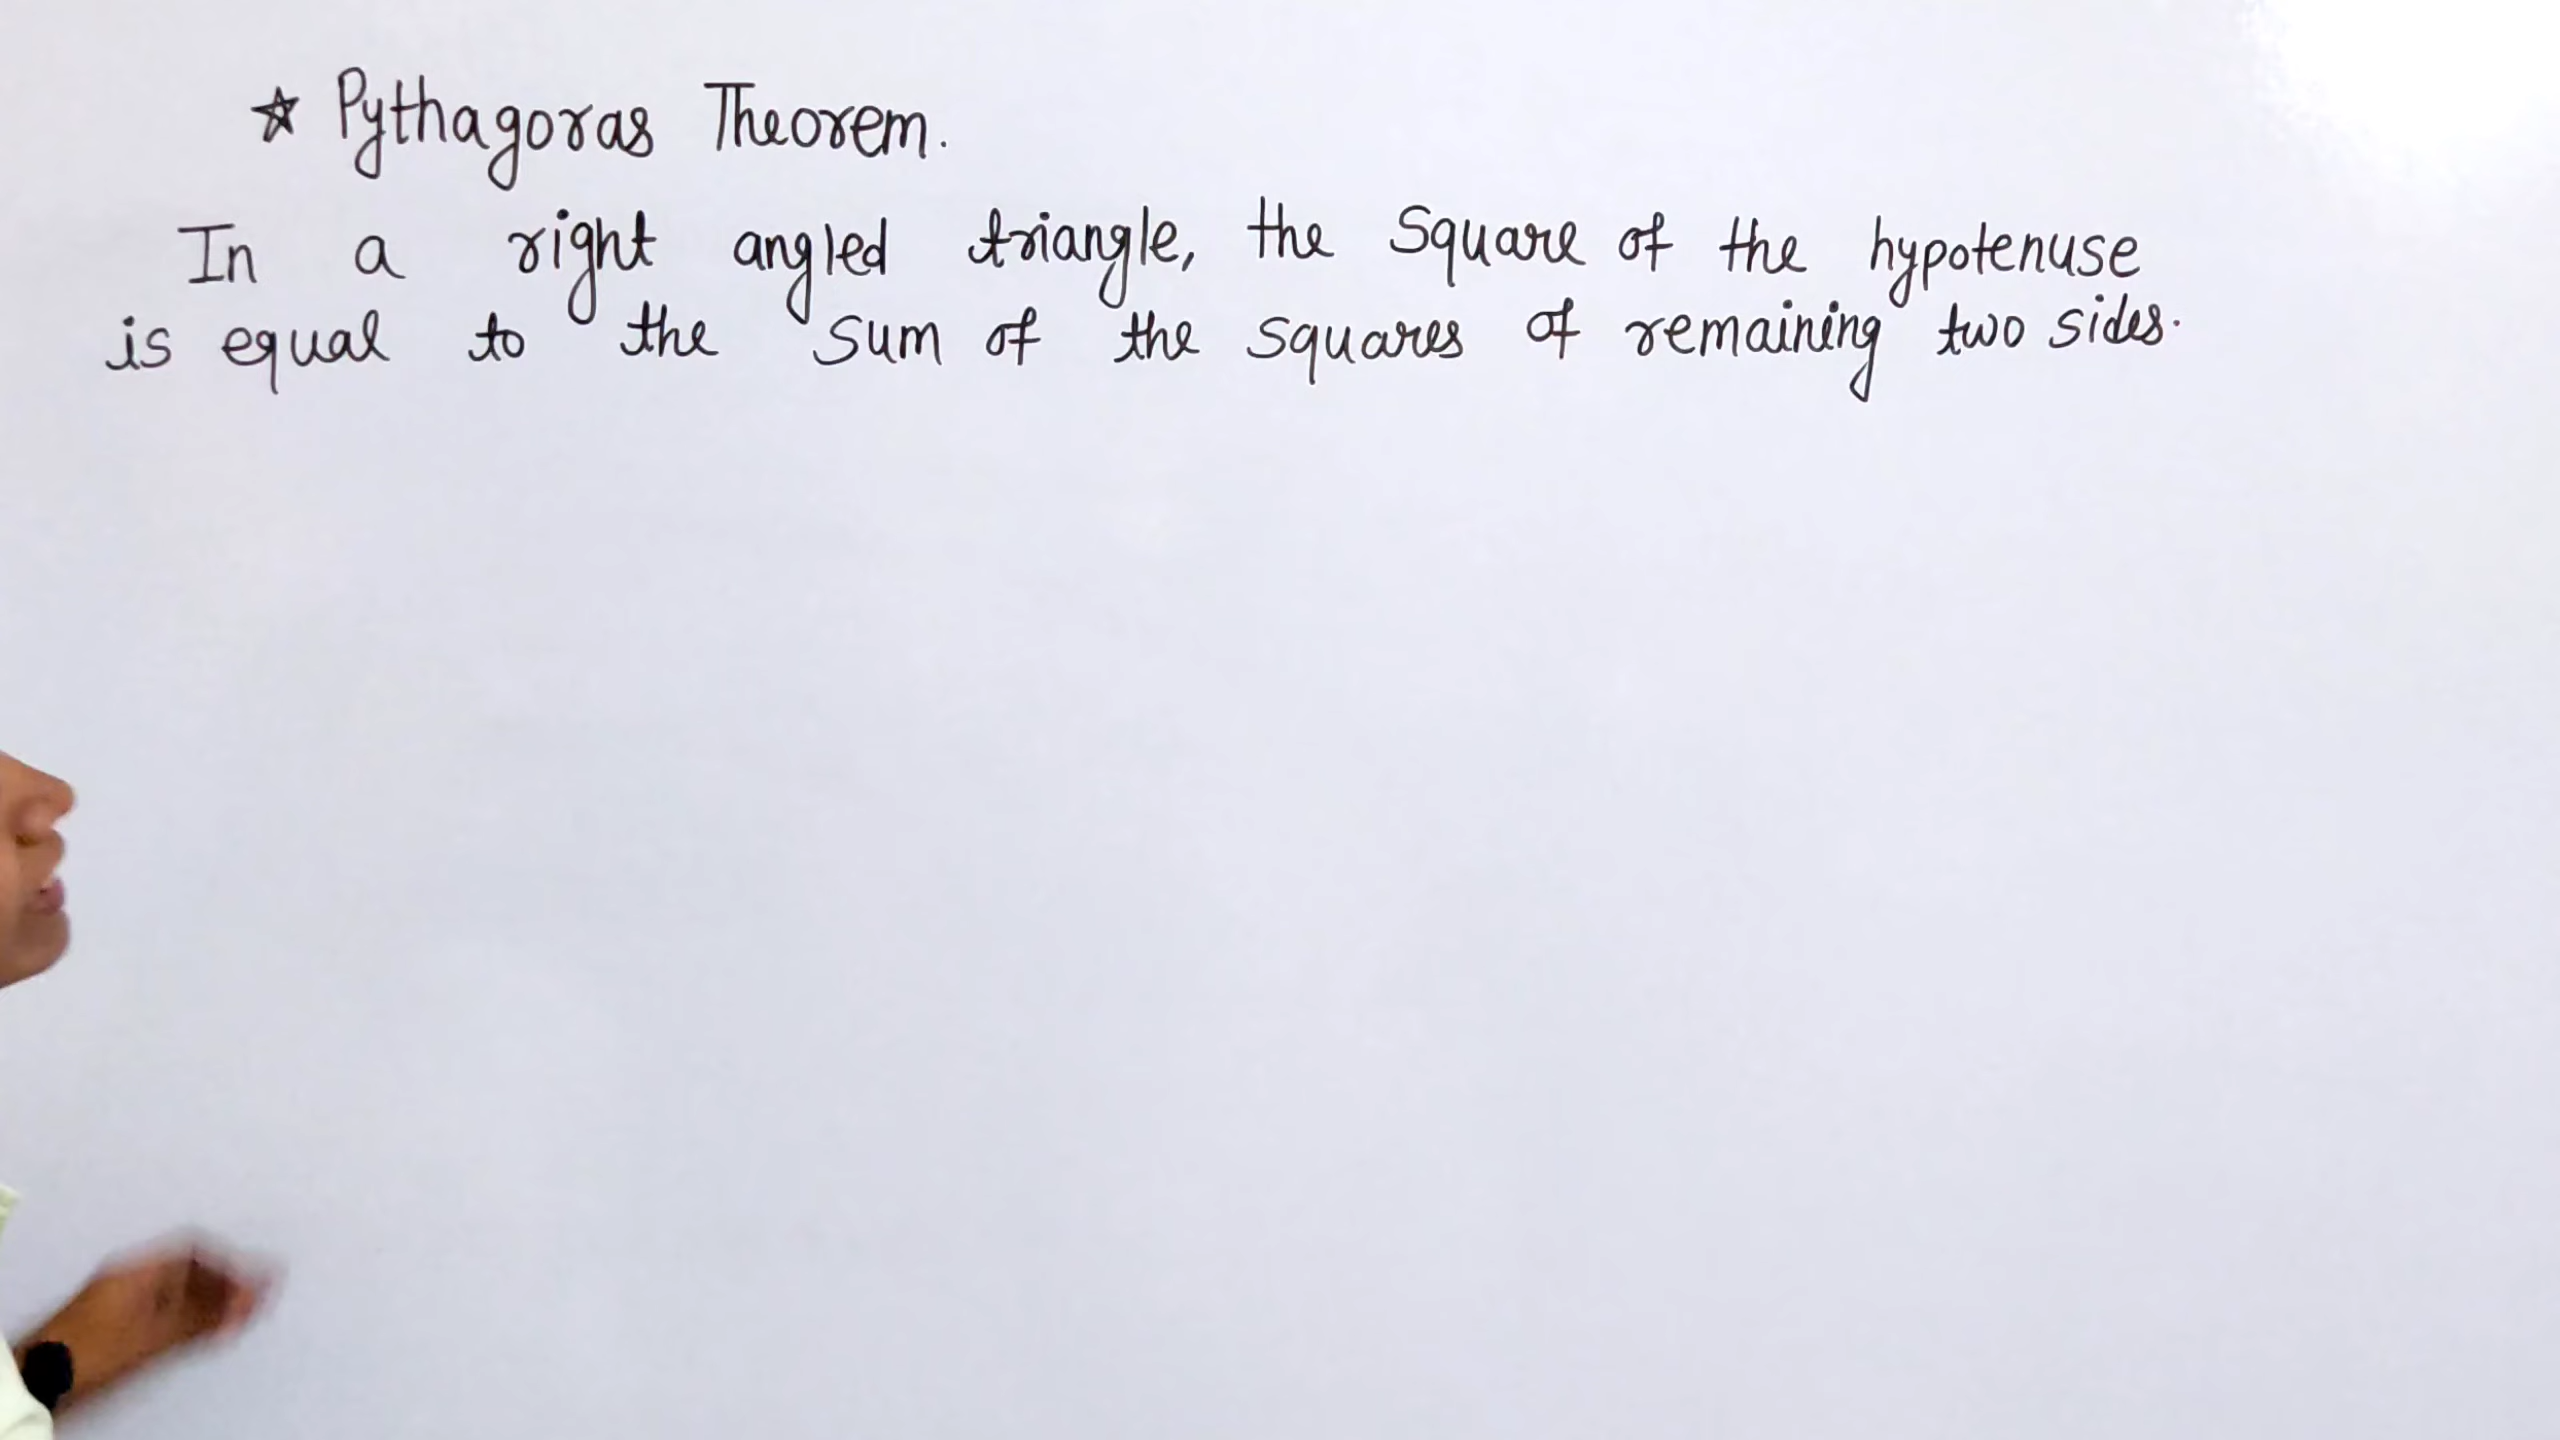 ☆ Pythagoras Theorem.
In a right angled triangle, the Square of the hypotenuse
is equal to the sum of the squares of remaining two sides.